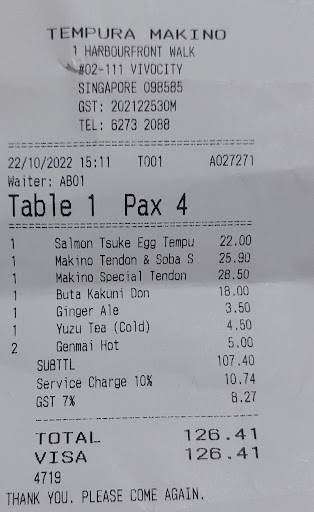 TEMPURA MAKINO
1 HARBOURFRONT WALK
#02-111 VIVOCITY
SINGAPORE 098585
GST: 202122530M
TEL: 6273 2088
22/10/2022 15:11 T001 A027271
Waiter: AB01
Table 1 Pax 4
1 Salmon Tsuke Egg Tempu 22.00
1 Makino Tendon & Soba S 25.90
1 Makino Special Tendon 28.50
1 Buta Kakuni Don 18.00
1 Ginger Ale 3.50
1 Yuzu Tea (Cold) 4.50
2 Genmai Hot 5.00
SUBTTL 107.40
Service Charge 10% 10.74
GST 7% 8.27
TOTAL 126.41
VISA 126.41
4719
THANK YOU. PLEASE COME AGAIN.